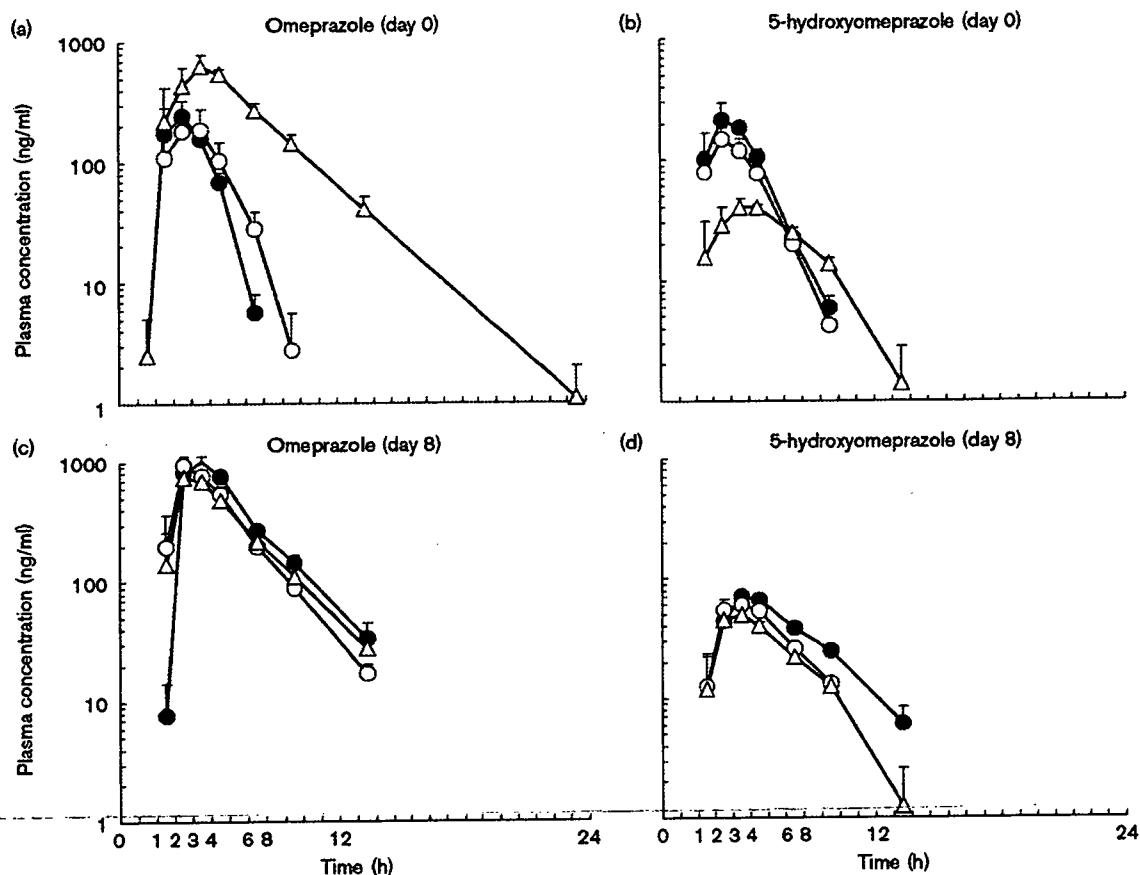 (a)
Omeprazole (day 0)
(b)
5-hydroxyomeprazole (day 0)
Plasma concentration (ng/ml)
1000
100
10
1
(c)
Omeprazole (day 8)
(d)
5-hydroxyomeprazole (day 8)
Plasma concentration (ng/ml)
1000
100
10
1
0 1 2 3 4 6 8 12 24
0 1 2 3 4 6 8 12 24
Time (h)
Time (h)